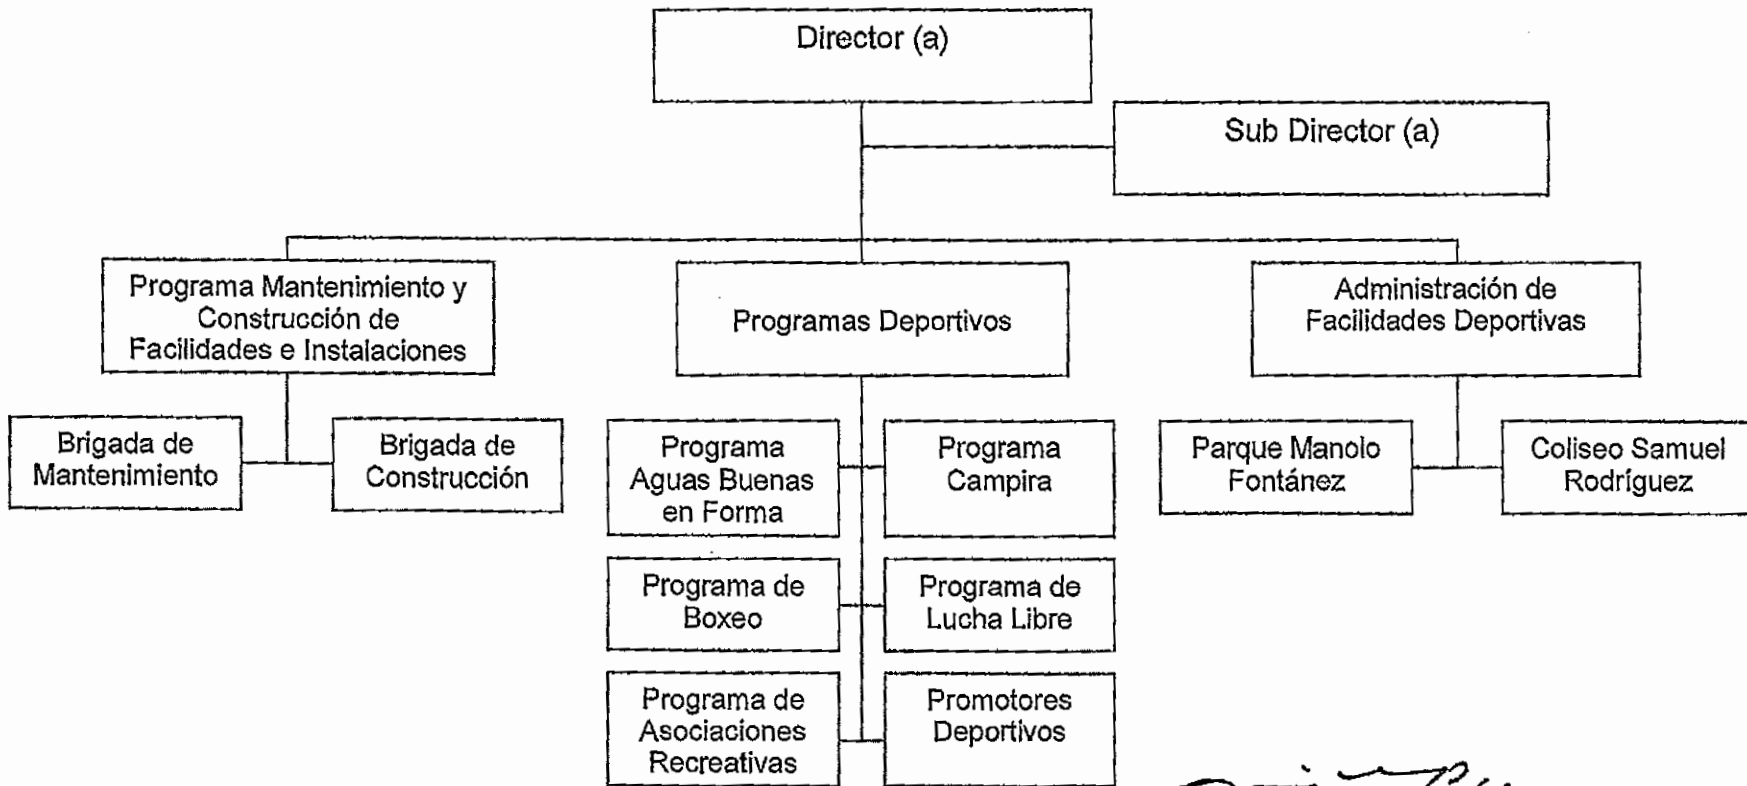 Director (a)
Sub Director (a)
Programa Mantenimiento y
Construcción de
Facilidades e Instalaciones
Programas Deportivos
Administración de
Facilidades Deportivas
Brigada de
Mantenimiento
Brigada de
Construcción
Programa
Aguas Buenas
en Forma
Programa
Campira
Parque Manolo
Fontánez
Coliseo Samuel
Rodríguez
Programa de
Boxeo
Programa de
Lucha Libre
Programa de
Asociaciones
Recreativas
Promotores
Deportivos